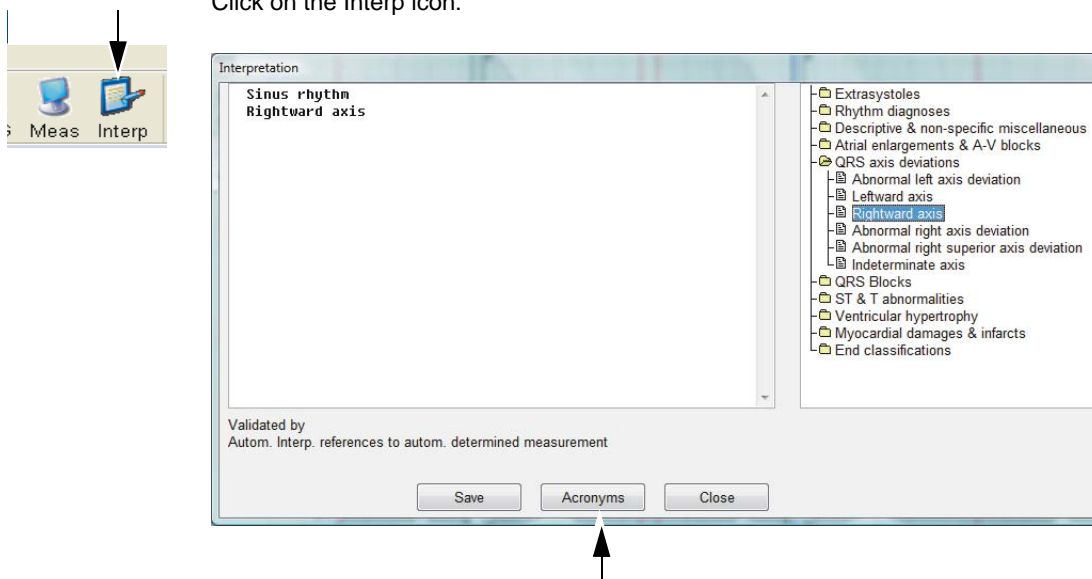 Click on the Interp icon.
Meas Interp
Interpretation
Sinus rhythm
Rightward axis
Extrasystoles
Rhythm diagnoses
Descriptive & non-specific miscellaneous
Atrial enlargements & A-V blocks
QRS axis deviations
Abnormal left axis deviation
Leftward axis
Rightward axis
Abnormal right axis deviation
Abnormal right superior axis deviation
Indeterminate axis
QRS Blocks
ST & T abnormalities
Ventricular hypertrophy
Myocardial damages & infarcts
End classifications
Validated by
Autom. Interp. references to autom. determined measurement
Save Acronyms Close